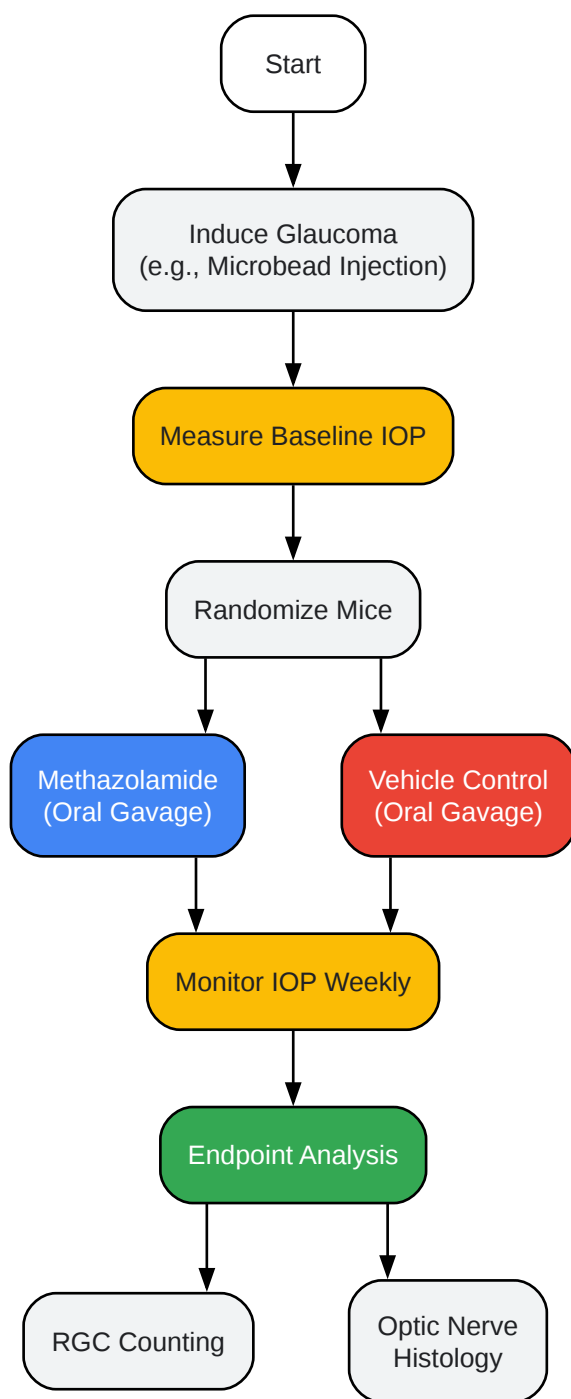 Start
Induce Glaucoma
(e.g., Microbead Injection)
Measure Baseline IOP
Randomize Mice
Methazolamide
(Oral Gavage)
Vehicle Control
(Oral Gavage)
Monitor IOP Weekly
Endpoint Analysis
RGC Counting
Optic Nerve
Histology